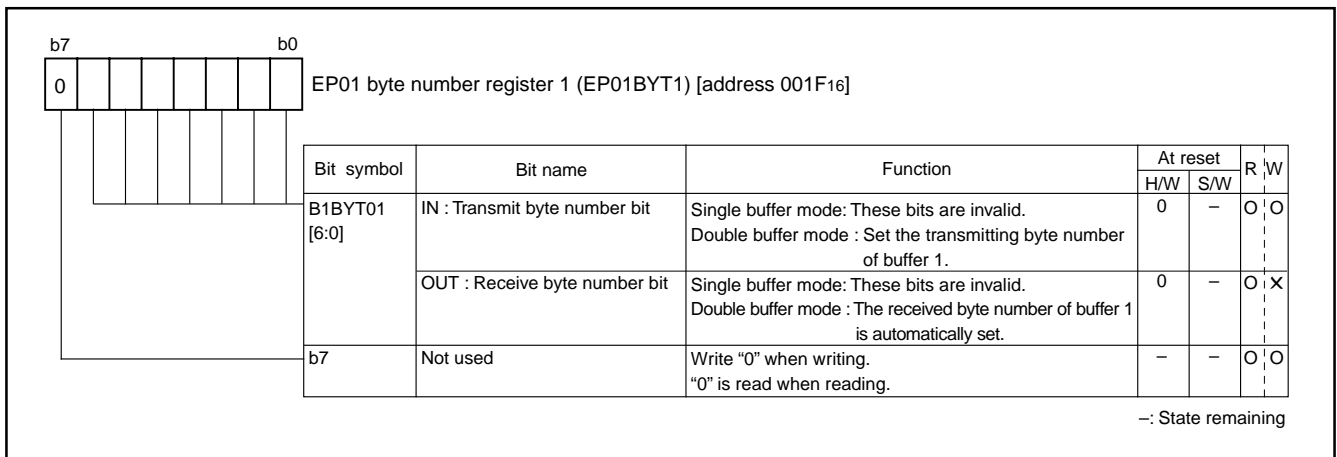 b7 b0
0
EP01 byte number register 1 (EP01BYT1) [address 001F16]
Bit symbol Bit name Function At reset R W
H/W S/W
B1BYT01 IN : Transmit byte number bit Single buffer mode: These bits are invalid. 0 – O O
[6:0] Double buffer mode : Set the transmitting byte number
of buffer 1.
OUT : Receive byte number bit Single buffer mode: These bits are invalid. 0 – O ✕
Double buffer mode : The received byte number of buffer 1
is automatically set.
b7 Not used Write “0” when writing. – – O O
“0” is read when reading.
–: State remaining